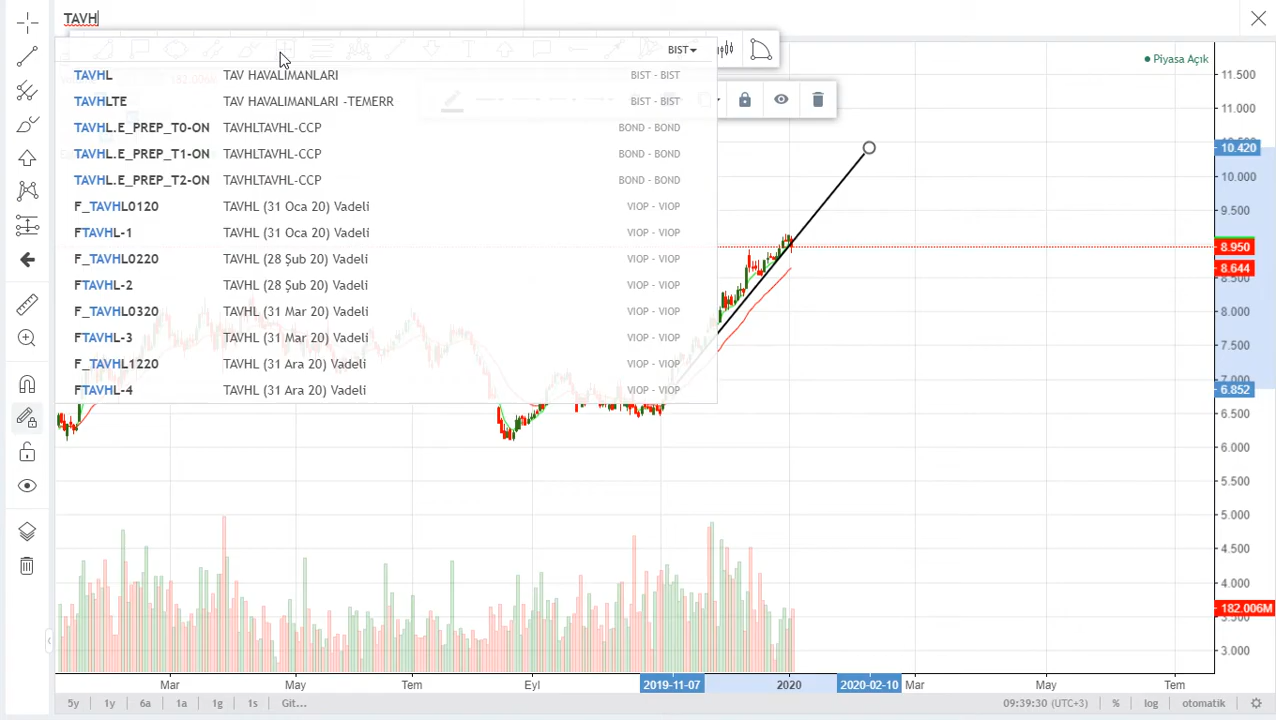 TAVH
BIST
TAVHL TAV HAVALIMANLARI BIST - BIST
TAVHLTE TAV HAVALIMANLARI -TEMERR BIST - BIST
TAVHL.E_PREP_T0-ON TAVHLTAVHL-CCP BOND - BOND
TAVHL.E_PREP_T1-ON TAVHLTAVHL-CCP BOND - BOND
TAVHL.E_PREP_T2-ON TAVHLTAVHL-CCP BOND - BOND
F_TAVHL0120 TAVHL (31 Oca 20) Vadeli VIOP - VIOP
FTAVHL-1 TAVHL (31 Oca 20) Vadeli VIOP - VIOP
F_TAVHL0220 TAVHL (28 Şub 20) Vadeli VIOP - VIOP
FTAVHL-2 TAVHL (28 Şub 20) Vadeli VIOP - VIOP
F_TAVHL0320 TAVHL (31 Mar 20) Vadeli VIOP - VIOP
FTAVHL-3 TAVHL (31 Mar 20) Vadeli VIOP - VIOP
F_TAVHL1220 TAVHL (31 Ara 20) Vadeli VIOP - VIOP
FTAVHL-4 TAVHL (31 Ara 20) Vadeli VIOP - VIOP
Piyasa Açık
11.500
11.000
10.420
10.000
9.500
8.950
8.644
8.500
8.000
7.500
7.000
6.852
6.500
6.000
5.500
5.000
4.500
4.000
182.006M
3.500
3.000
Mar May Tem Eyl 2019-11-07 2020 2020-02-10 Mar May Tem
5y 1y 6a 1a 1g 1s Git... 09:39:30 (UTC+3) % log otomatik